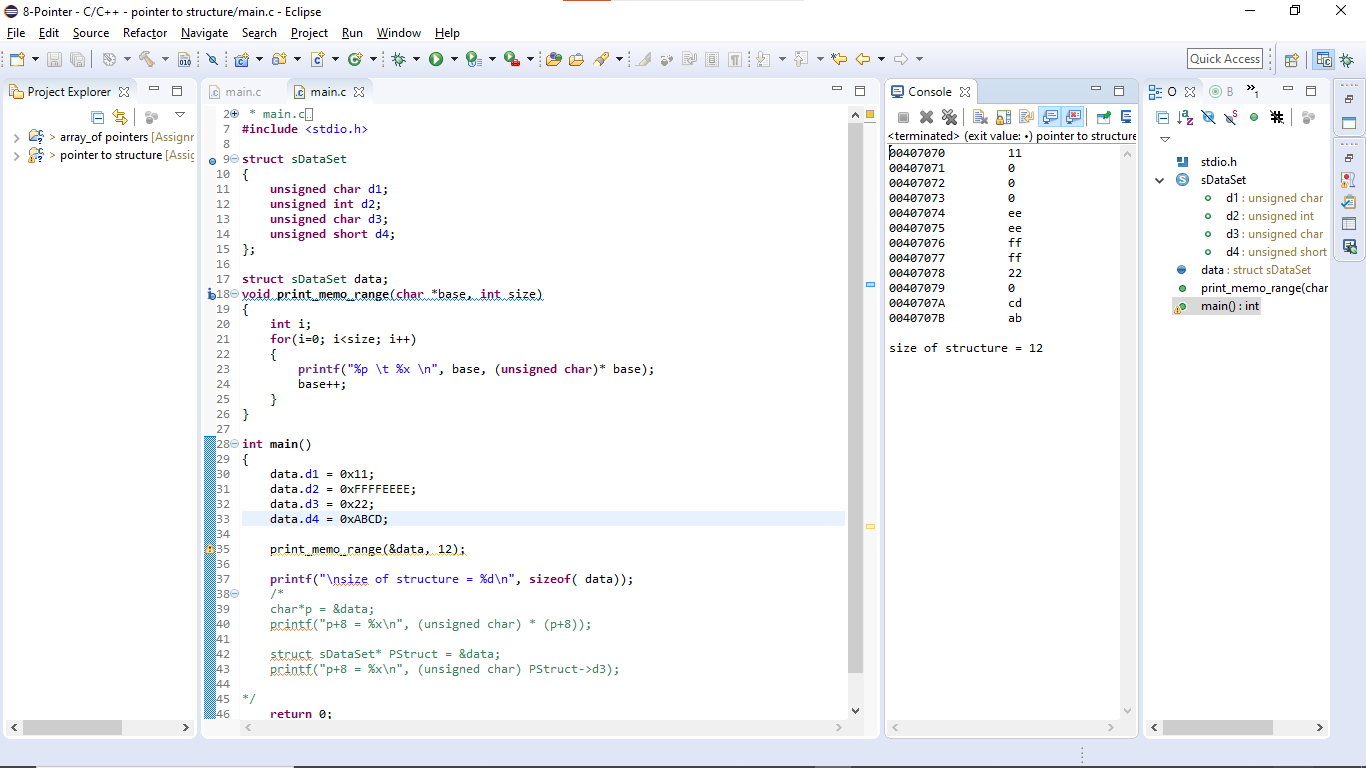 8-Pointer - C/C++ - pointer to structure/main.c - Eclipse
File Edit Source Refactor Navigate Search Project Run Window Help
Quick Access
Project Explorer
> array_of pointers [Assignr
> pointer to structure [Assig
main.c
main.c
2 * main.c
7 #include <stdio.h>
8
9 struct sDataSet
10 {
11 unsigned char d1;
12 unsigned int d2;
13 unsigned char d3;
14 unsigned short d4;
15 };
16
17 struct sDataSet data;
18 void print_memo_range(char *base, int size)
19 {
20 int i;
21 for(i=0; i<size; i++)
22 {
23 printf("%p \t %x \n", base, (unsigned char)* base);
24 base++;
25 }
26 }
27
28 int main()
29 {
30 data.d1 = 0x11;
31 data.d2 = 0xFFFFEEEE;
32 data.d3 = 0x22;
33 data.d4 = 0xABCD;
34
35 print_memo_range(&data, 12);
36
37 printf("\nsize of structure = %d\n", sizeof( data));
38 /*
39 char*p = &data;
40 printf("p+8 = %x\n", (unsigned char) * (p+8));
41
42 struct sDataSet* PStruct = &data;
43 printf("p+8 = %x\n", (unsigned char) PStruct->d3);
44
45 */
46 return 0;
Console
<terminated> (exit value: •) pointer to structure
00407070 11
00407071 0
00407072 0
00407073 0
00407074 ee
00407075 ee
00407076 ff
00407077 ff
00407078 22
00407079 0
0040707A cd
0040707B ab
size of structure = 12
O B »1
stdio.h
sDataSet
d1 : unsigned char
d2 : unsigned int
d3 : unsigned char
d4 : unsigned short
data : struct sDataSet
print_memo_range(char
main() : int